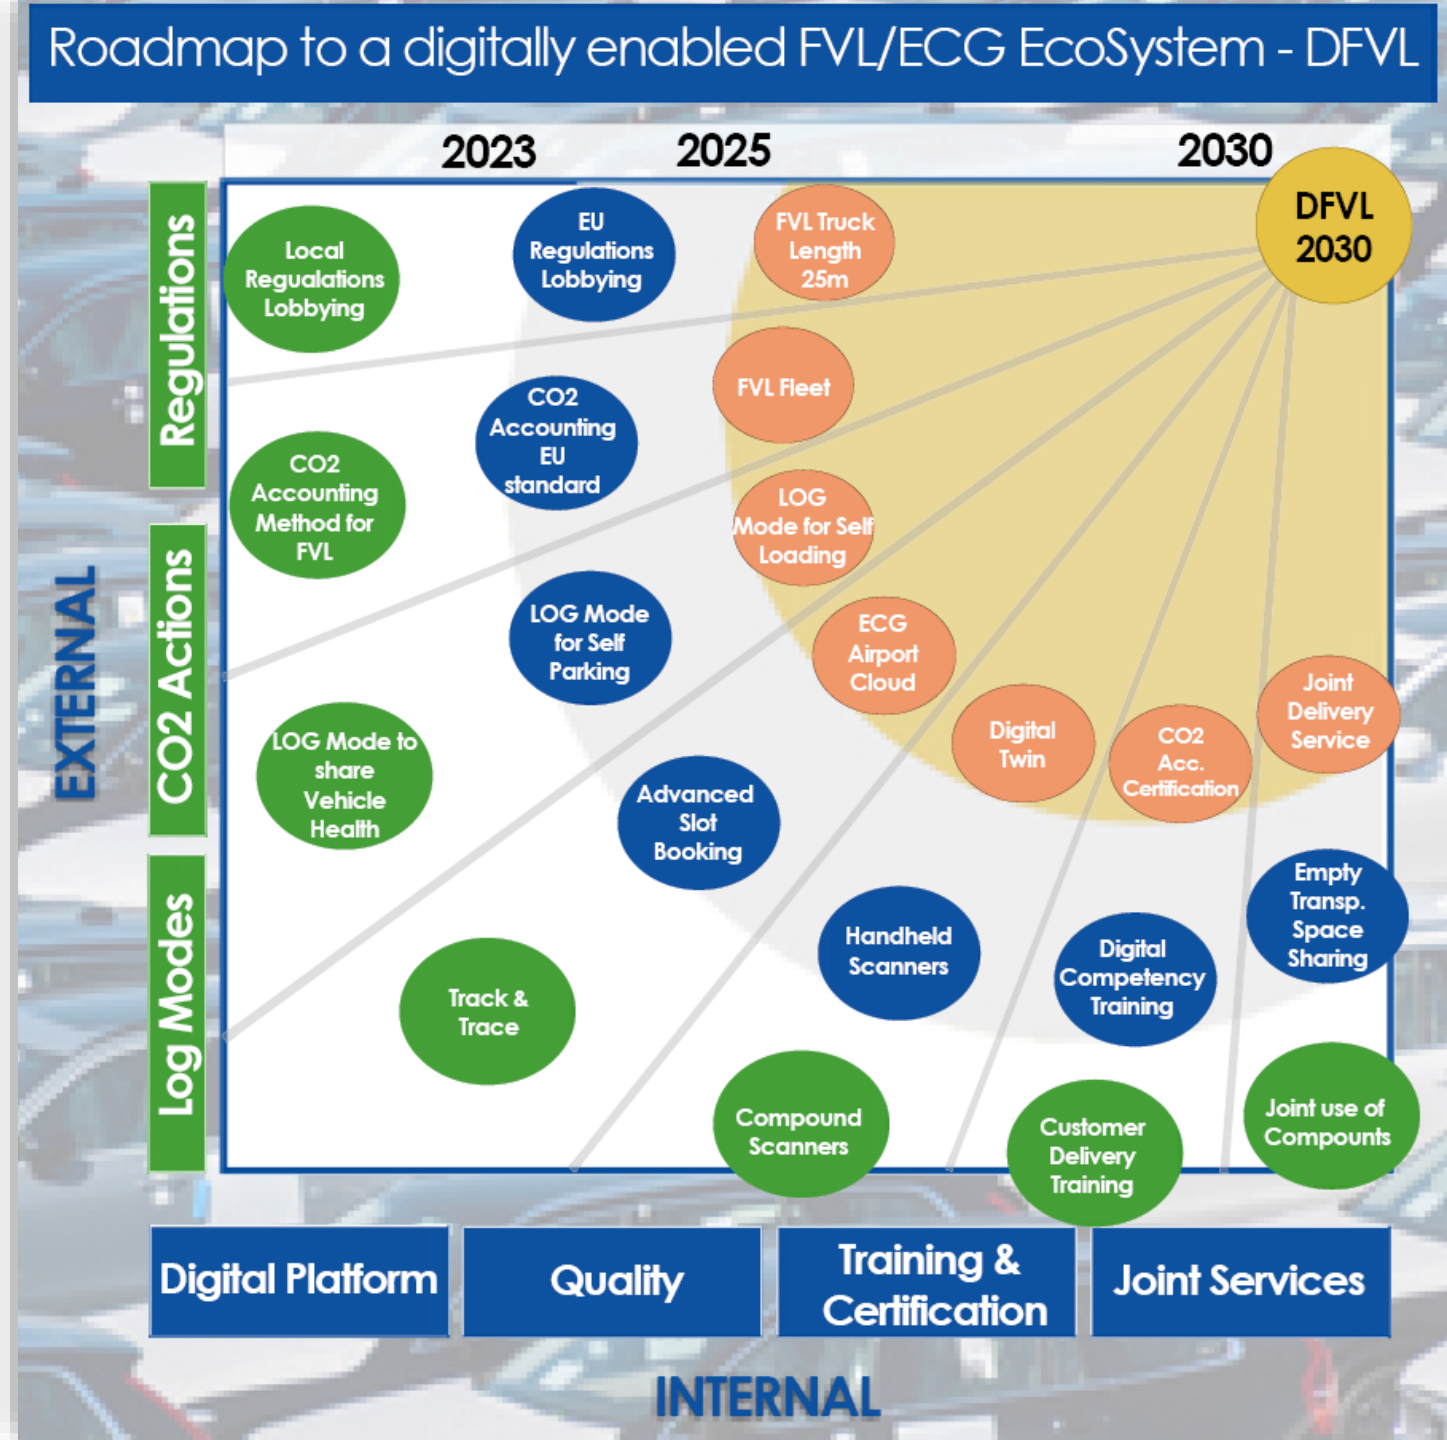 Roadmap to a digitally enabled FVL/ECG EcoSystem - DFVL
2023
2025
2030
DFVL
2030
EXTERNAL
Regulations
CO2 Actions
Log Modes
Local
Regualations
Lobbying
EU
Regulations
Lobbying
FVL Truck
Length
25m
CO2
Accounting
Method for
FVL
CO2
Accounting
EU
standard
FVL Fleet
LOG Mode to
share
Vehicle
Health
LOG Mode
for Self
Parking
LOG
Mode for Self
Loading
Track &
Trace
Advanced
Slot
Booking
ECG
Airport
Cloud
Compound
Scanners
Handheld
Scanners
Digital
Twin
Customer
Delivery
Training
Digital
Competency
Training
CO2
Acc.
Certification
Joint use of
Compounts
Empty
Transp.
Space
Sharing
Joint
Delivery
Service
Digital Platform
Quality
Training &
Certification
Joint Services
INTERNAL